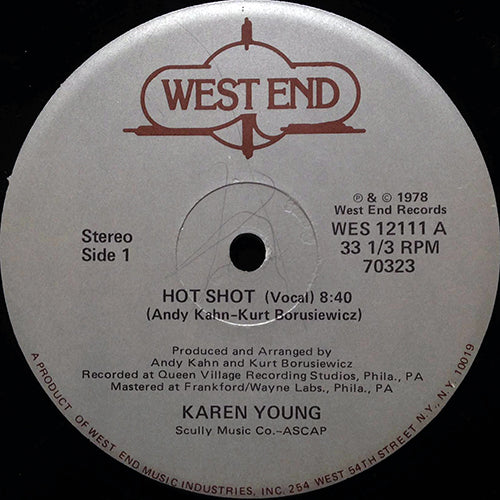 WEST END
℗ & © 1978
West End Records
WES 12111 A
33 1/3 RPM
70323
Stereo
Side 1
HOT SHOT (Vocal) 8:40
(Andy Kahn-Kurt Borusiewicz)
Produced and Arranged by
Andy Kahn and Kurt Borusiewicz
Recorded at Queen Village Recording Studios, Phila., PA
Mastered at Frankford/Wayne Labs., Phila., PA
KAREN YOUNG
Scully Music Co.-ASCAP
A PRODUCT OF WEST END MUSIC INDUSTRIES, INC. 254 WEST 54TH STREET N.Y., N.Y. 10019